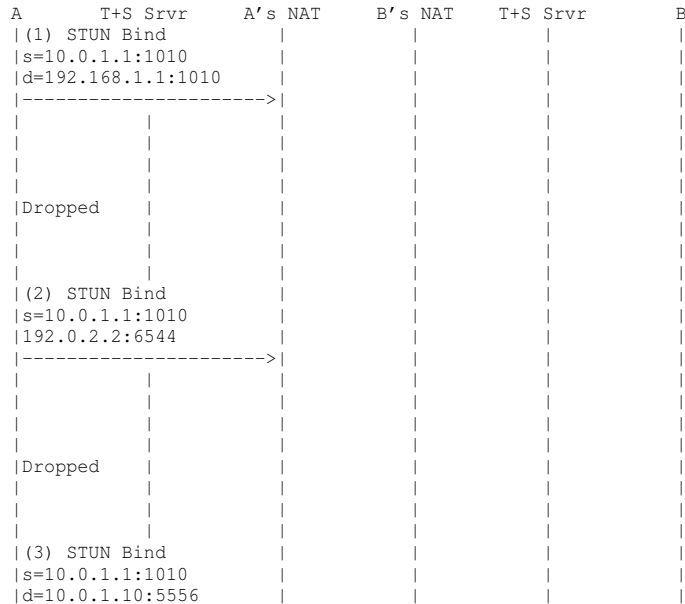 A T+S Srvr A's NAT B's NAT T+S Srvr B
|(1) STUN Bind | | | |
|s=10.0.1.1:1010 | | | |
|d=192.168.1.1:1010 | | | |
|---------------------->| | | |
| | | | | |
| | | | | |
| | | | | |
| | | | | |
|Dropped | | | | |
| | | | | |
| | | | | |
| | | | | |
|(2) STUN Bind | | | |
|s=10.0.1.1:1010 | | | |
|192.0.2.2:6544 | | | |
|---------------------->| | | |
| | | | | |
| | | | | |
| | | | | |
| | | | | |
|Dropped | | | | |
| | | | | |
| | | | | |
| | | | | |
|(3) STUN Bind | | | |
|s=10.0.1.1:1010 | | | |
|d=10.0.1.10:5556 | | | |